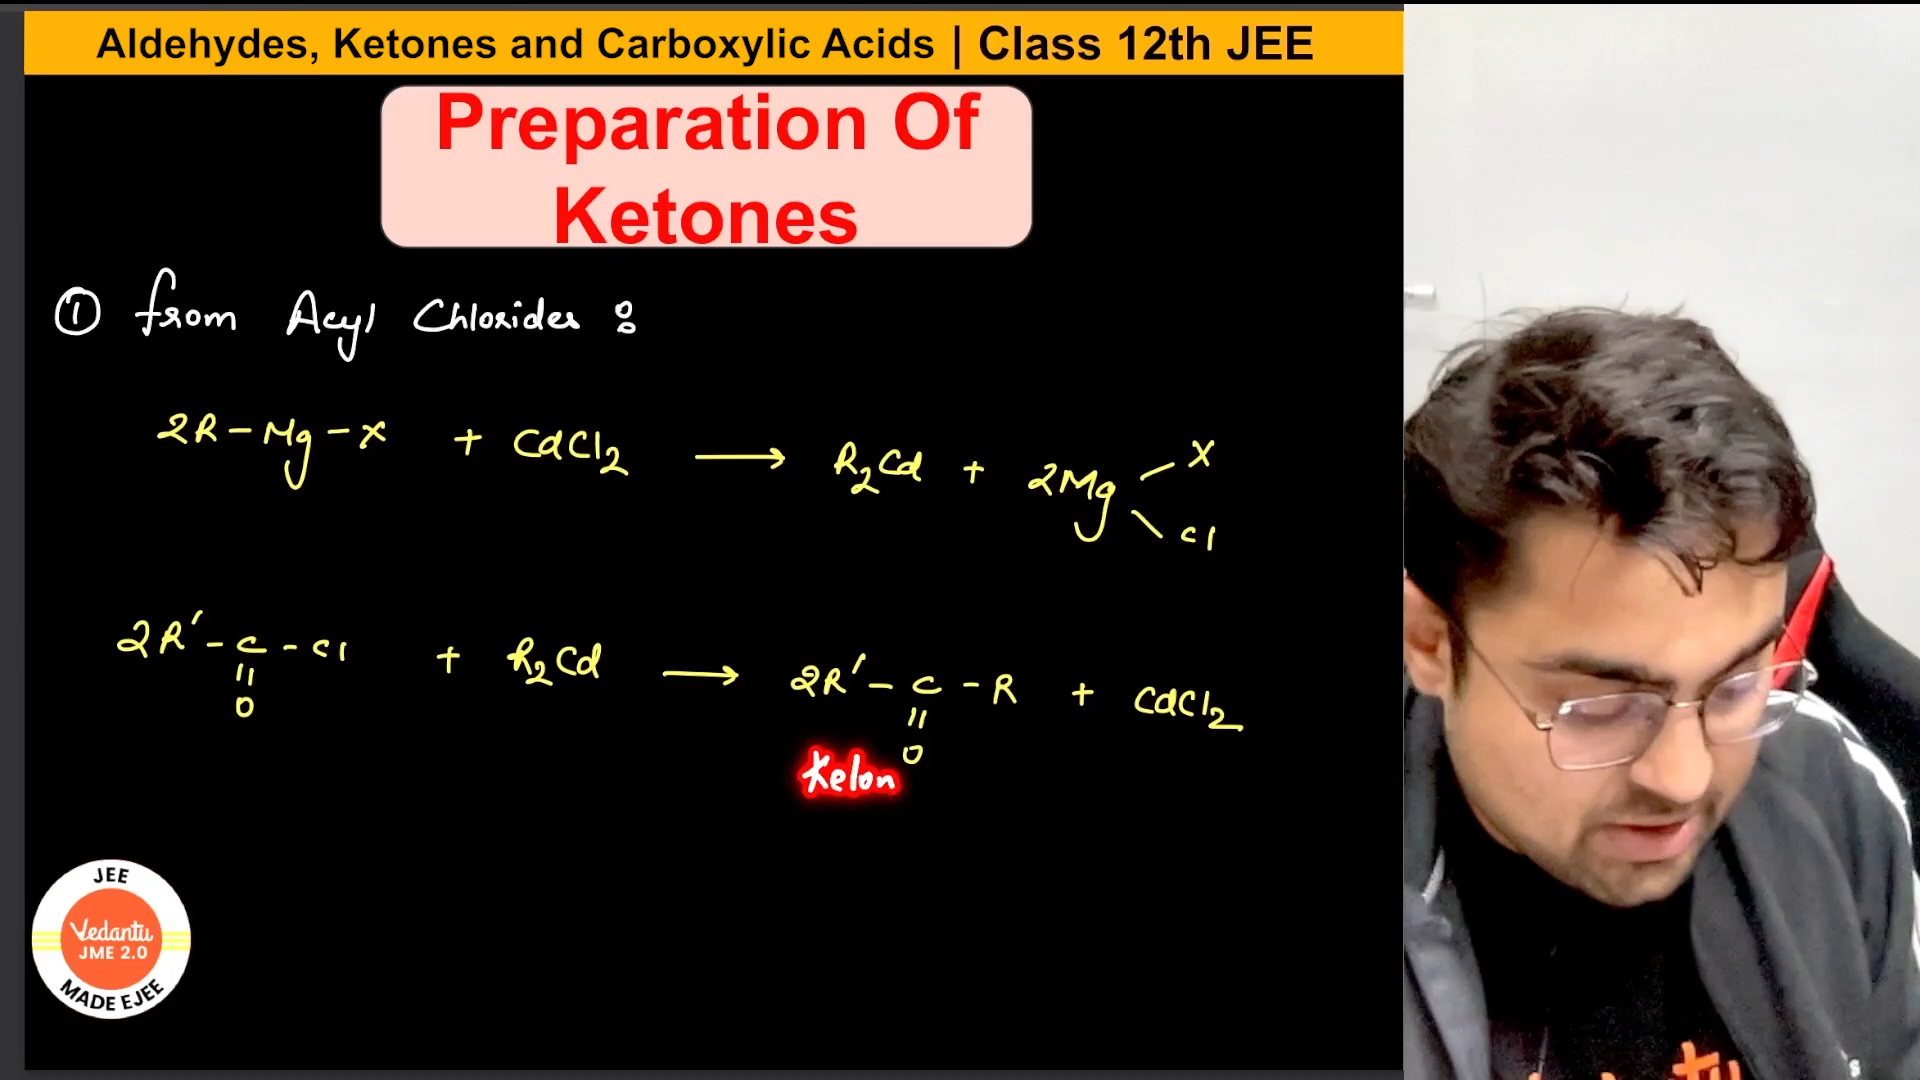 Aldehydes, Ketones and Carboxylic Acids | Class 12th JEE
Preparation Of
Ketones
① from Acyl Chlorides :
2R-Mg-X + CdCl2 ⟶ R2Cd + 2Mg
X
Cl
2R'-C-Cl + R2Cd ⟶ 2R'-C-R + CdCl2
||
O
||
O
Keton
JEE
Vedantu
JME 2.0
MADE EJEE